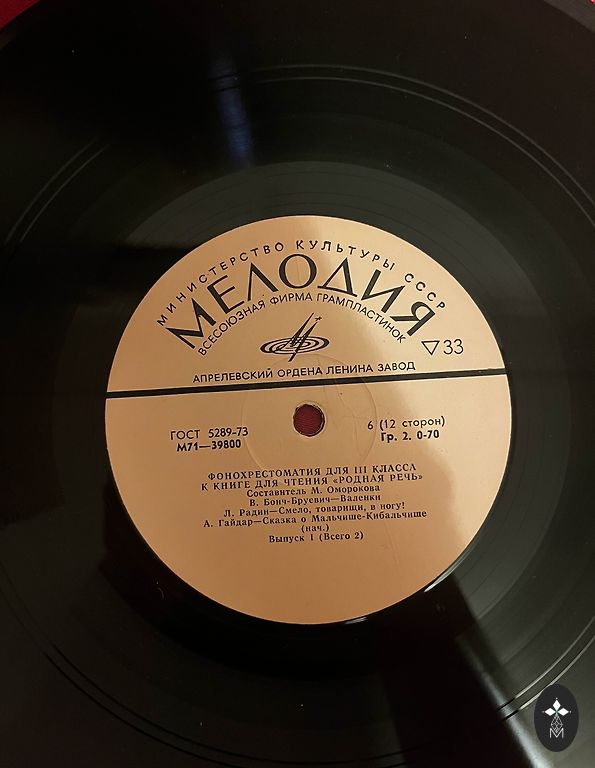 МИНИСТЕРСТВО КУЛЬТУРЫ СССР
МЕЛОДИЯ
ВСЕСОЮЗНАЯ ФИРМА ГРАМПЛАСТИНОК
33
АПРЕЛЕВСКИЙ ОРДЕНА ЛЕНИНА ЗАВОД
ГОСТ 5289-73
М71—39800
6 (12 сторон)
Гр. 2. 0-70
ФОНОХРЕСТОМАТИЯ ДЛЯ III КЛАССА
К КНИГЕ ДЛЯ ЧТЕНИЯ «РОДНАЯ РЕЧЬ»
Составитель М. Оморокова
В. Бонч-Бруевич—Валенки
Л. Радин—Смело, товарищи, в ногу!
А. Гайдар—Сказка о Мальчише-Кибальчише
(нач.)
Выпуск 1 (Всего 2)
M